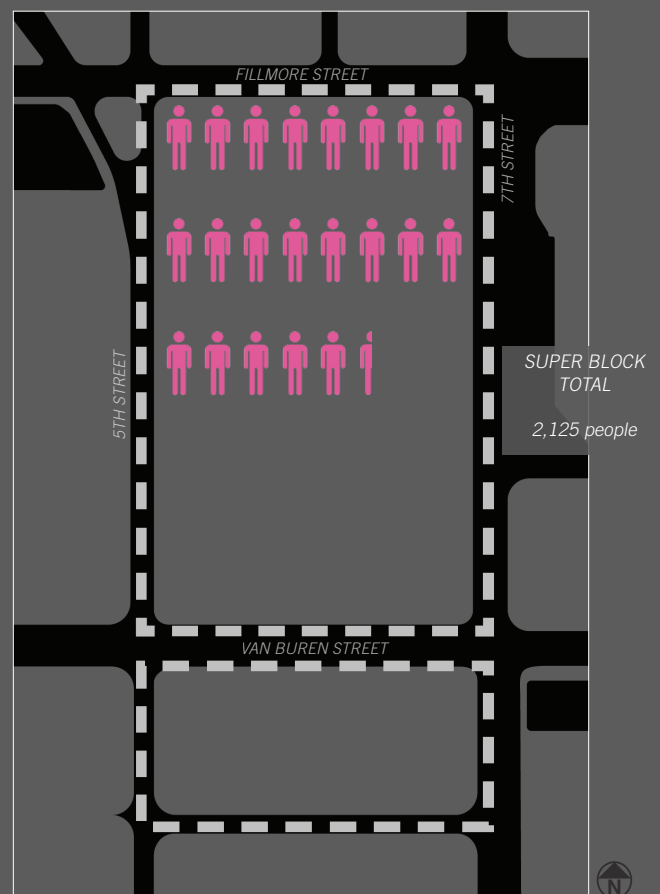 FILLMORE STREET
7TH STREET
5TH STREET
SUPER BLOCK
TOTAL
2,125 people
VAN BUREN STREET
N